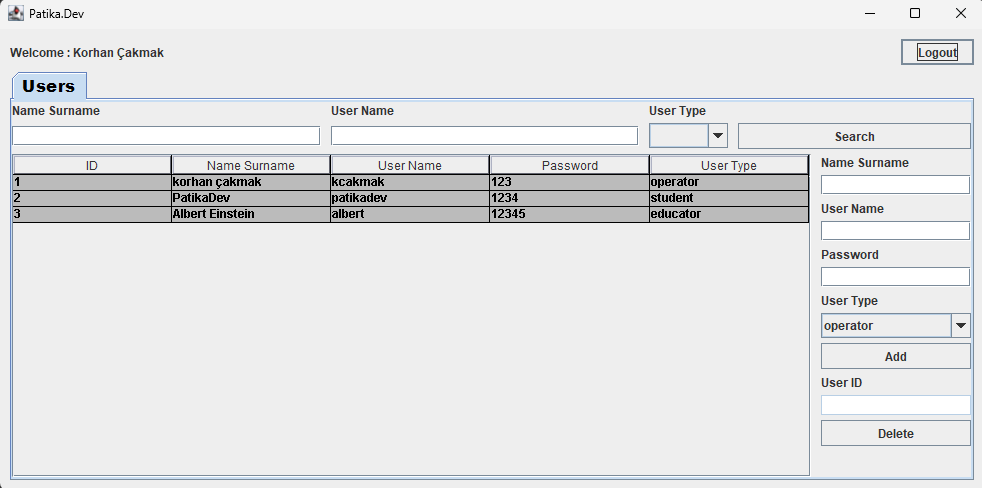 Patika.Dev
Welcome : Korhan Çakmak
Logout
Users
Name Surname User Name User Type
Search
ID Name Surname User Name Password User Type
1 korhan çakmak kcakmak 123 operator
2 PatikaDev patikadev 1234 student
3 Albert Einstein albert 12345 educator
Name Surname
User Name
Password
User Type
operator
Add
User ID
Delete